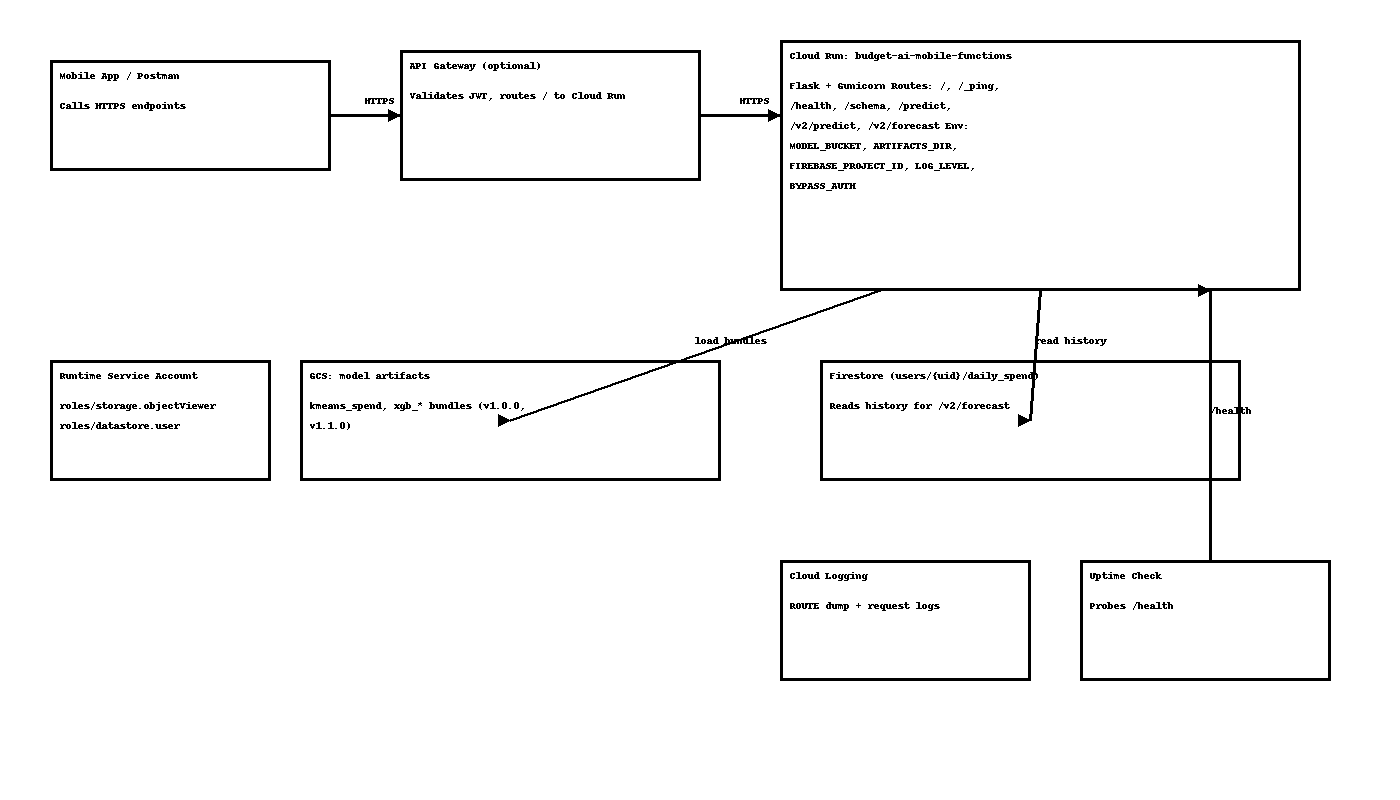 Mobile App / Postman
Calls HTTPS endpoints
HTTPS
API Gateway (optional)
Validates JWT, routes / to Cloud Run
HTTPS
Cloud Run: budget-ai-mobile-functions
Flask + Gunicorn Routes: /, /_ping,
/health, /schema, /predict,
/v2/predict, /v2/forecast Env:
MODEL_BUCKET, ARTIFACTS_DIR,
FIREBASE_PROJECT_ID, LOG_LEVEL,
BYPASS_AUTH
load bundles
read history
Runtime Service Account
roles/storage.objectViewer
roles/datastore.user
GCS: model artifacts
kmeans_spend, xgb_* bundles (v1.0.0,
v1.1.0)
Firestore (users/{uid}/daily_spend)
Reads history for /v2/forecast
/health
Cloud Logging
ROUTE dump + request logs
Uptime Check
Probes /health